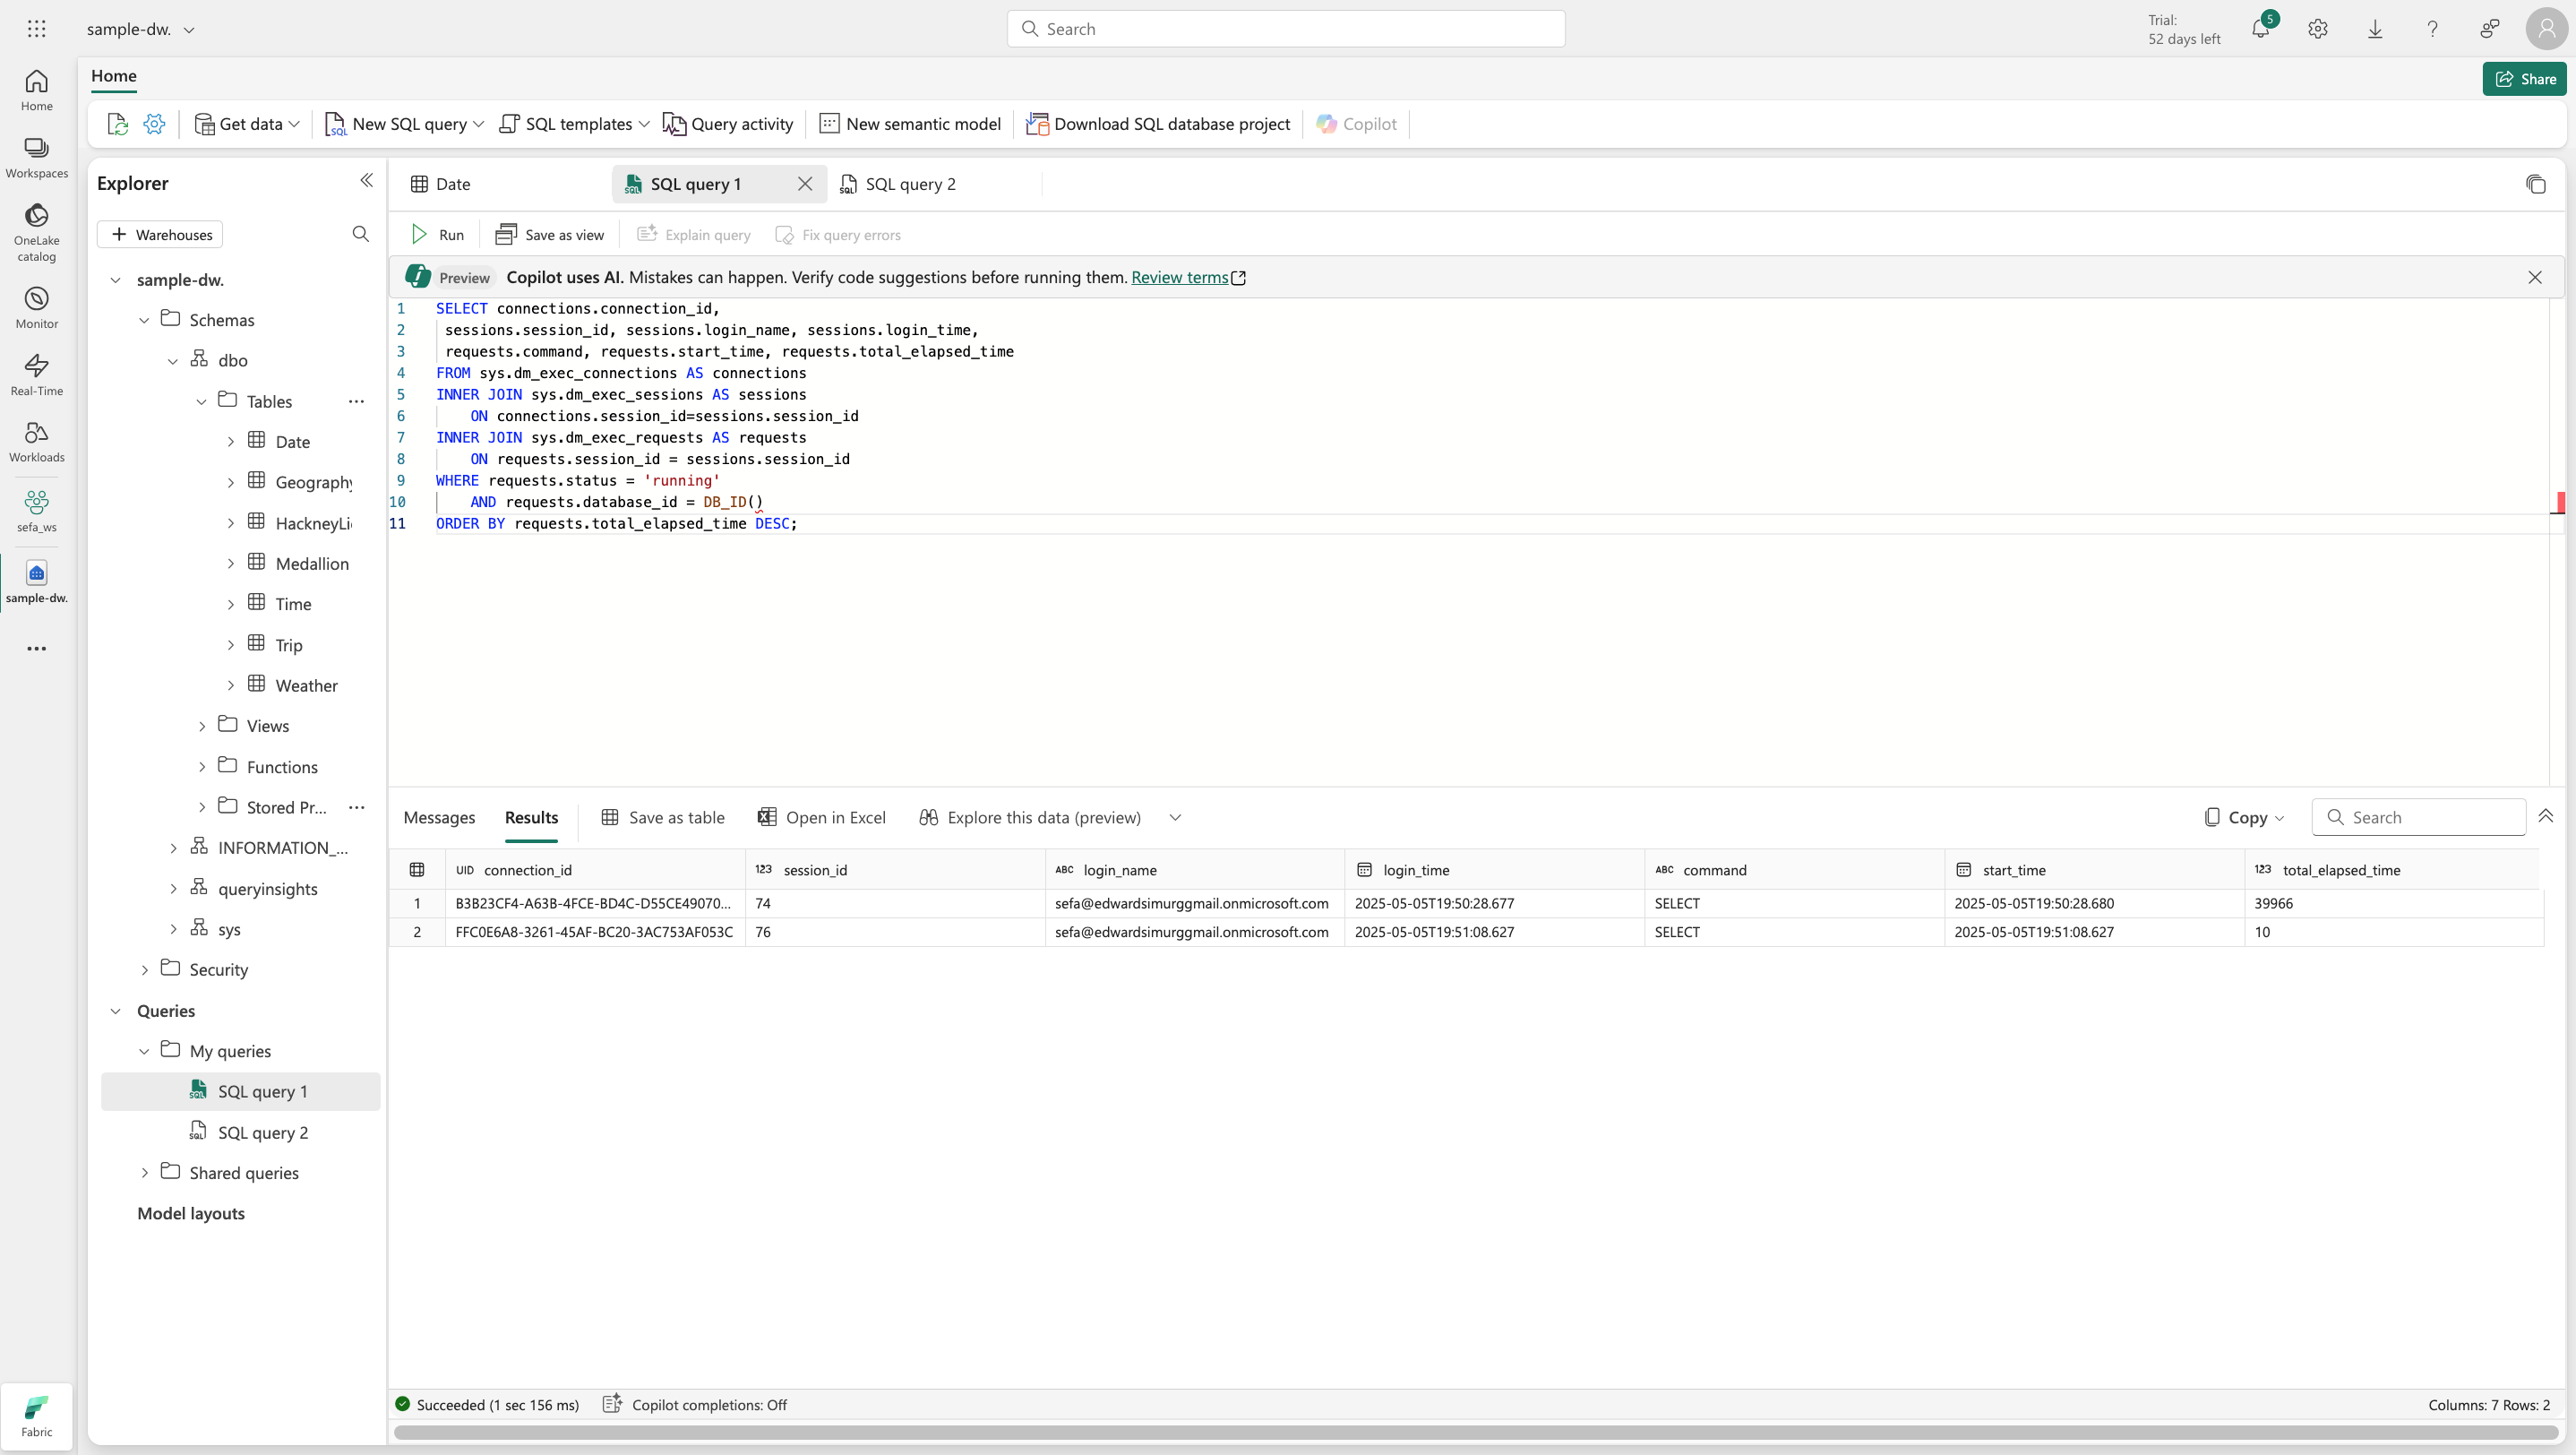 sample-dw.
Search
Trial:
52 days left
5
Home
Share
Get data
New SQL query
SQL templates
Query activity
New semantic model
Download SQL database project
Copilot
Home
Workspaces
OneLake
catalog
Monitor
Real-Time
Workloads
sefa_ws
sample-dw.
Fabric
Explorer
Warehouses
sample-dw.
Schemas
dbo
Tables
Date
Geography
HackneyLi
Medallion
Time
Trip
Weather
Views
Functions
Stored Pr...
INFORMATION_...
queryinsights
sys
Security
Queries
My queries
SQL query 1
SQL query 2
Shared queries
Model layouts
Date
SQL query 1
SQL query 2
Run
Save as view
Explain query
Fix query errors
Preview Copilot uses AI. Mistakes can happen. Verify code suggestions before running them. Review terms
1 SELECT connections.connection_id,
2 sessions.session_id, sessions.login_name, sessions.login_time,
3 requests.command, requests.start_time, requests.total_elapsed_time
4 FROM sys.dm_exec_connections AS connections
5 INNER JOIN sys.dm_exec_sessions AS sessions
6 ON connections.session_id=sessions.session_id
7 INNER JOIN sys.dm_exec_requests AS requests
8 ON requests.session_id = sessions.session_id
9 WHERE requests.status = 'running'
10 AND requests.database_id = DB_ID()
11 ORDER BY requests.total_elapsed_time DESC;
Messages
Results
Save as table
Open in Excel
Explore this data (preview)
Copy
Search
UID connection_id 123 session_id ABC login_name login_time ABC command start_time 123 total_elapsed_time
1 B3B23CF4-A63B-4FCE-BD4C-D55CE49070... 74 sefa@edwardsimurggmail.onmicrosoft.com 2025-05-05T19:50:28.677 SELECT 2025-05-05T19:50:28.680 39966
2 FFC0E6A8-3261-45AF-BC20-3AC753AF053C 76 sefa@edwardsimurggmail.onmicrosoft.com 2025-05-05T19:51:08.627 SELECT 2025-05-05T19:51:08.627 10
Succeeded (1 sec 156 ms)
Copilot completions: Off
Columns: 7 Rows: 2